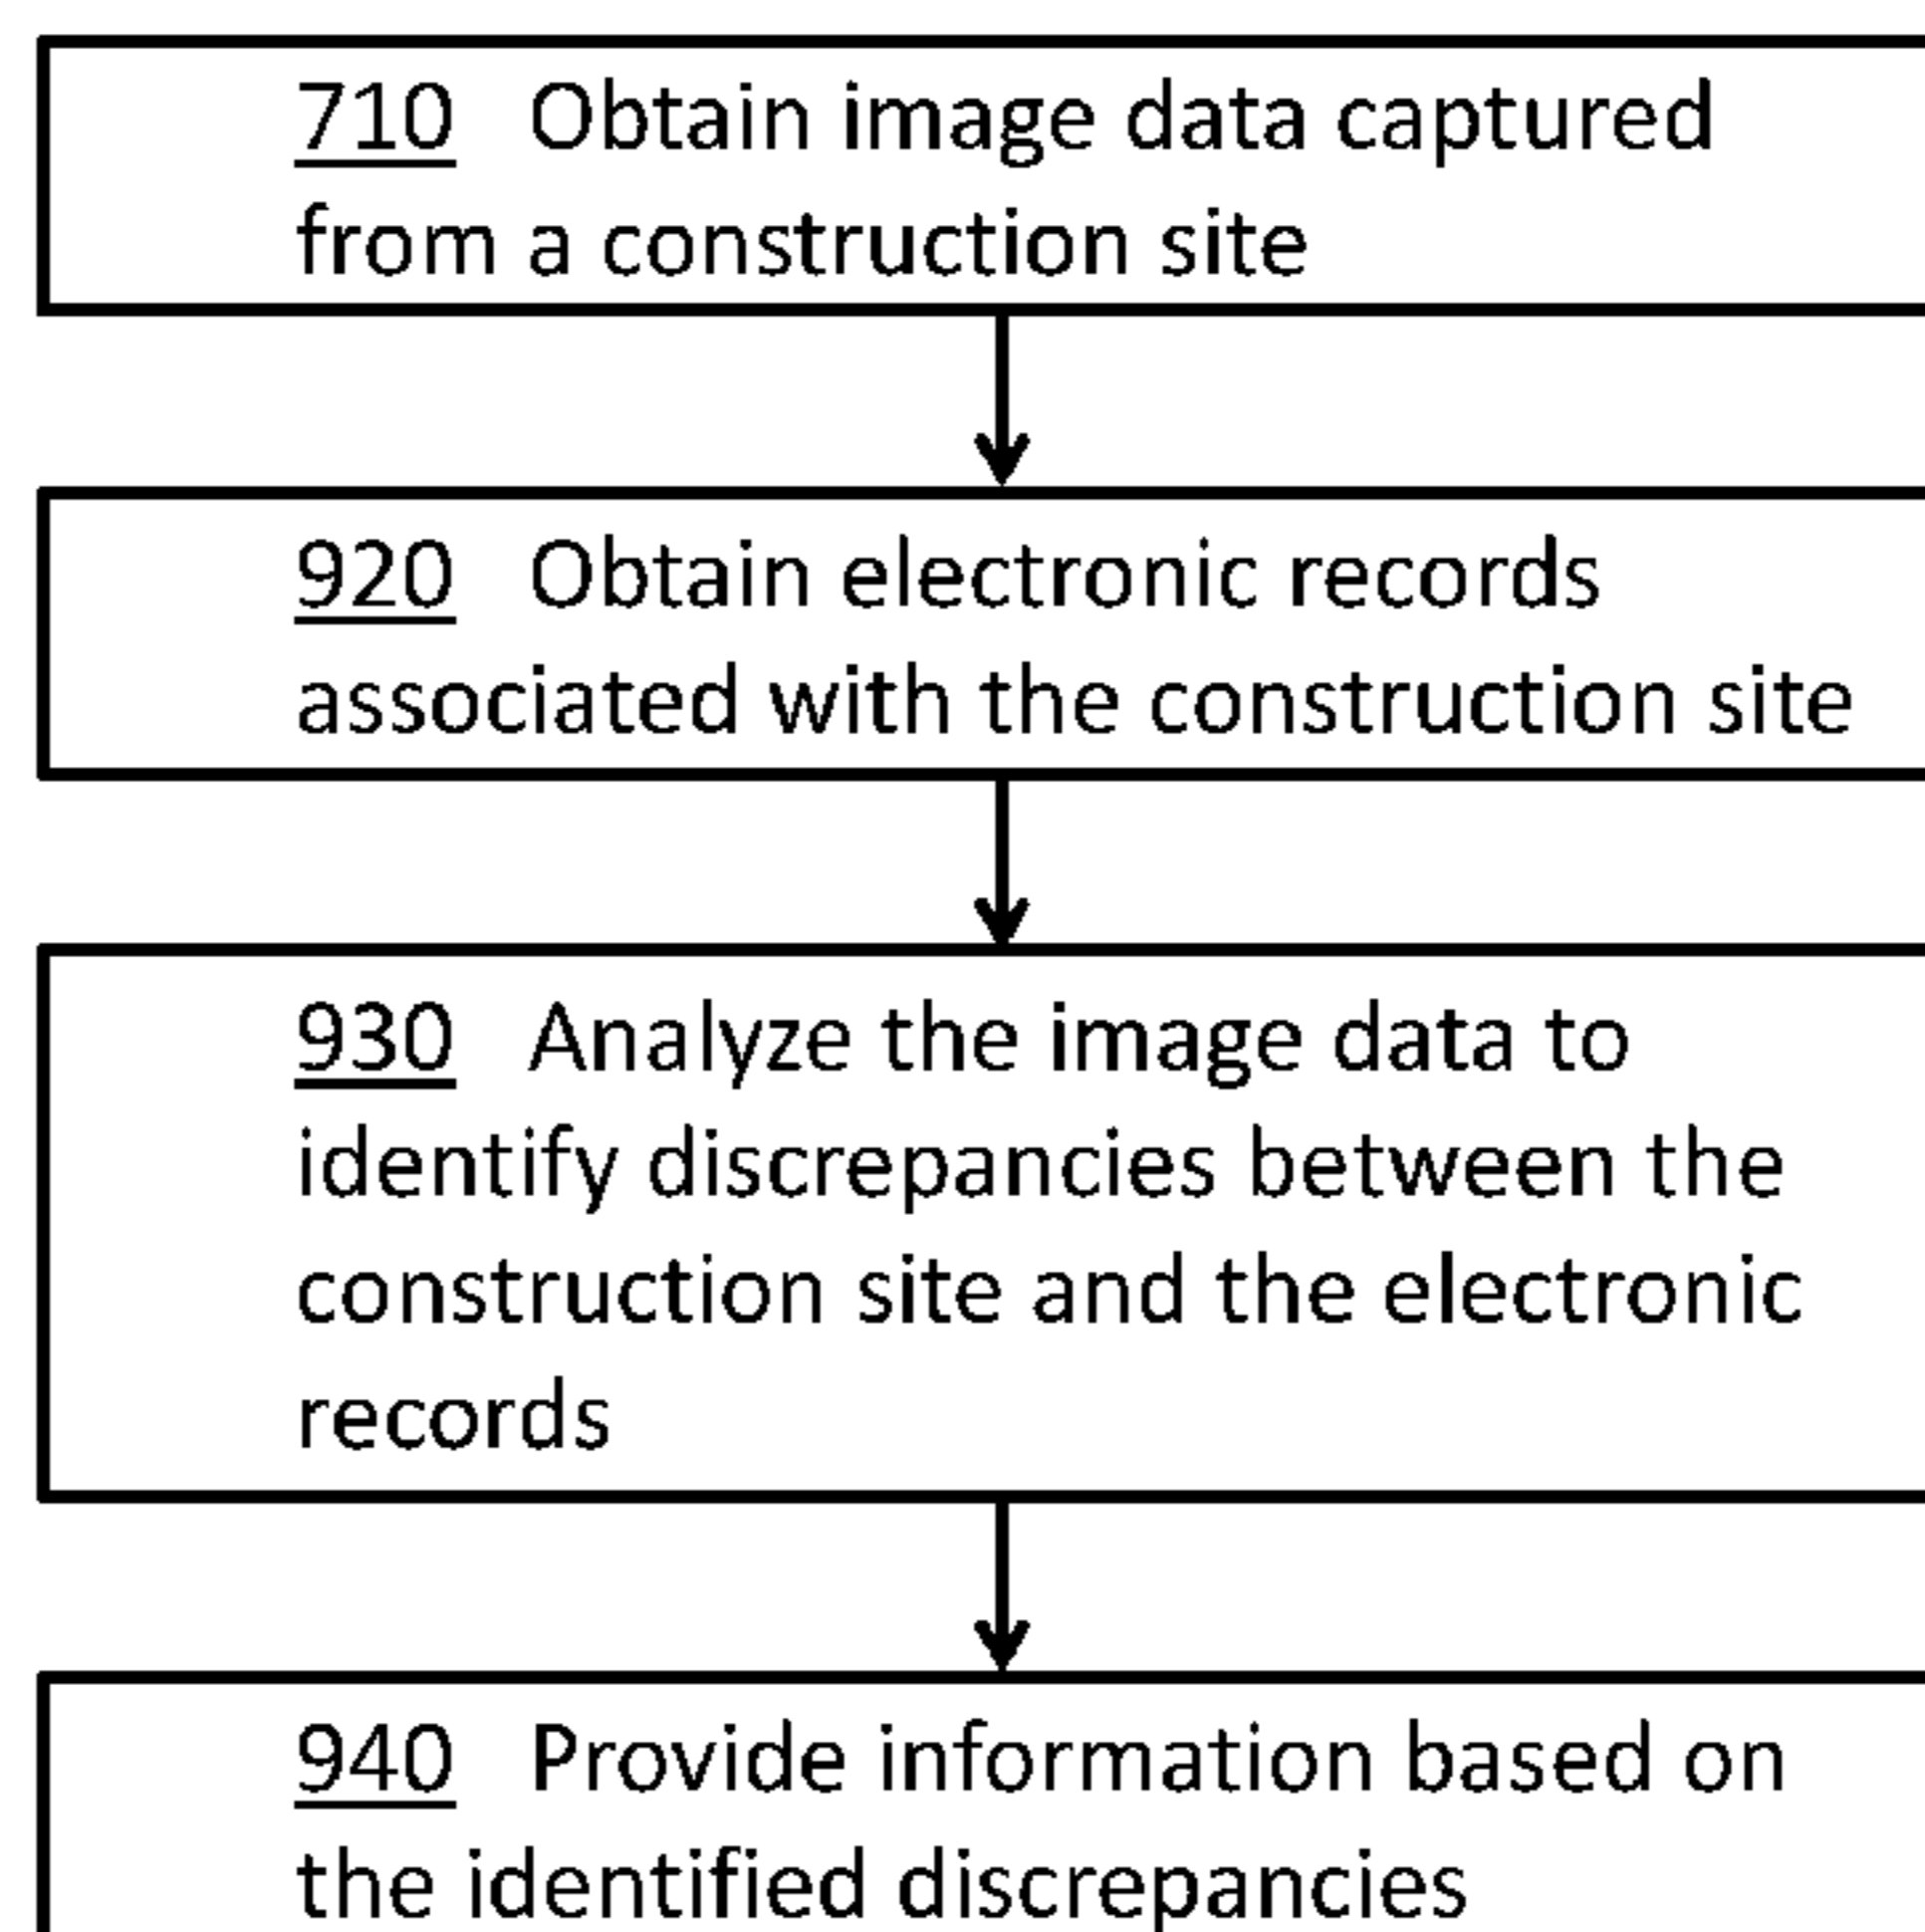 710 Obtain image data captured
from a construction site
920 Obtain electronic records
associated with the construction site
930 Analyze the image data to
identify discrepancies between the
construction site and the electronic
records
940 Provide information based on
the identified discrepancies